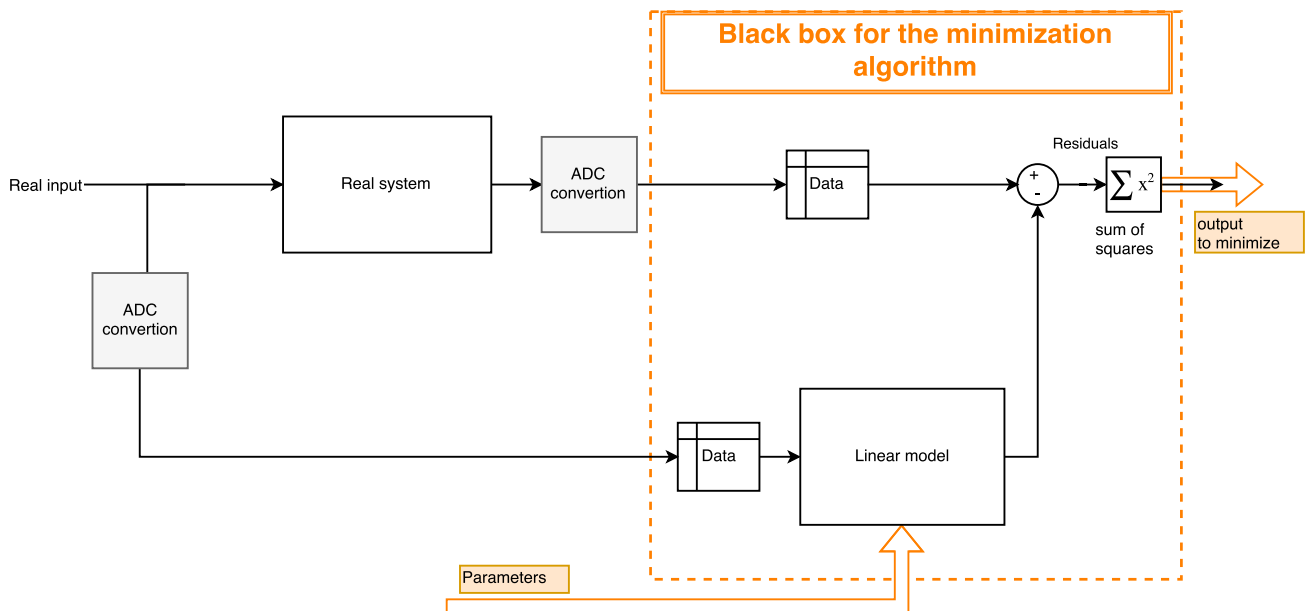 Black box for the minimization
algorithm
Real input
Real system
ADC
convertion
Data
+
-
Residuals
∑ x²
sum of
squares
output
to minimize
ADC
convertion
Data
Linear model
Parameters